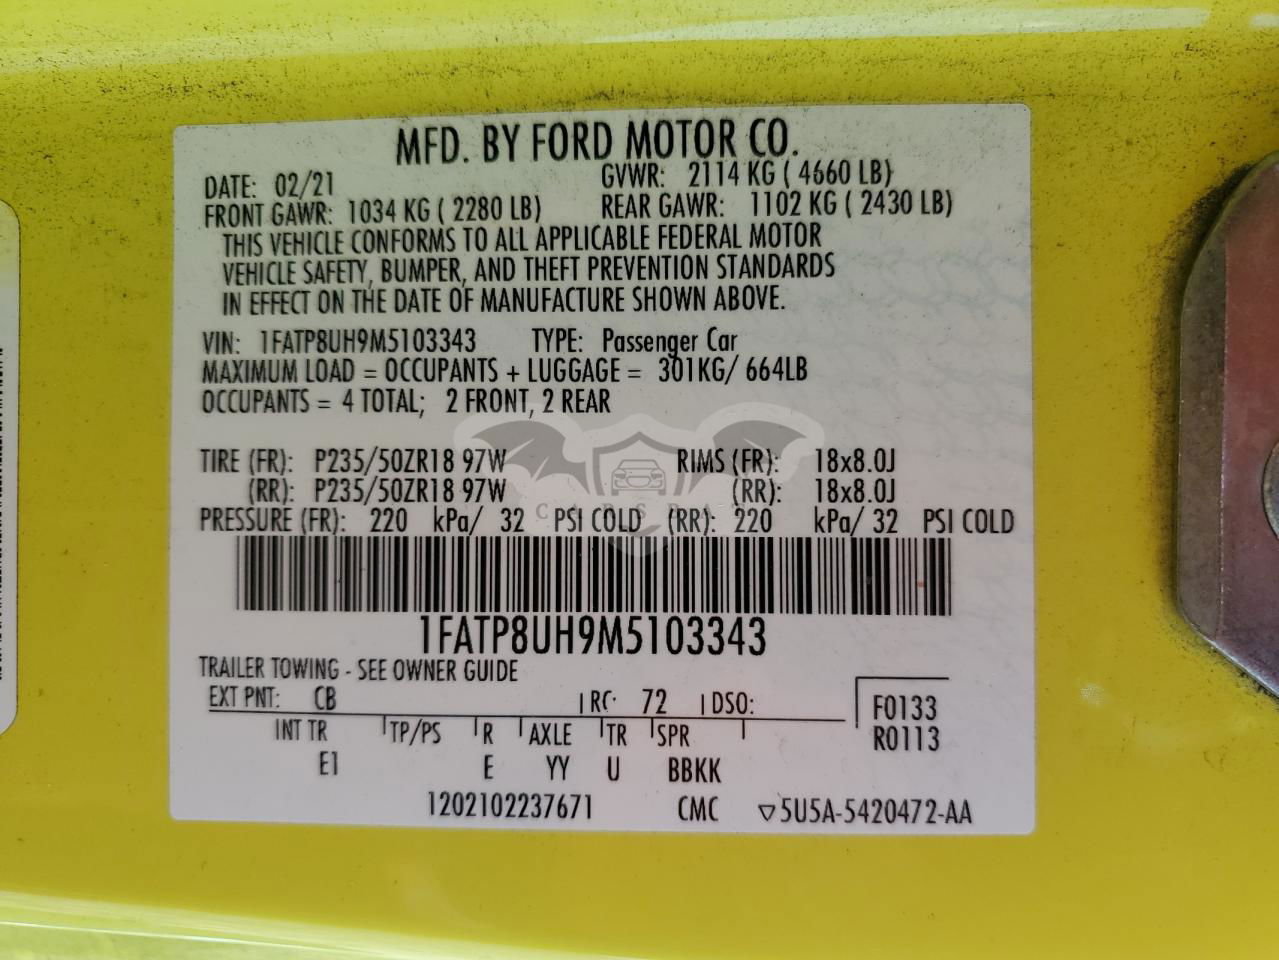 MFD. BY FORD MOTOR CO.
DATE: 02/21 GVWR: 2114 KG ( 4660 LB)
FRONT GAWR: 1034 KG ( 2280 LB) REAR GAWR: 1102 KG ( 2430 LB)
THIS VEHICLE CONFORMS TO ALL APPLICABLE FEDERAL MOTOR
VEHICLE SAFETY, BUMPER, AND THEFT PREVENTION STANDARDS
IN EFFECT ON THE DATE OF MANUFACTURE SHOWN ABOVE.
VIN: 1FATP8UH9M5103343 TYPE: Passenger Car
MAXIMUM LOAD = OCCUPANTS + LUGGAGE = 301KG/ 664LB
OCCUPANTS = 4 TOTAL; 2 FRONT, 2 REAR
TIRE (FR): P235/50ZR18 97W RIMS (FR): 18x8.0J
(RR): P235/50ZR18 97W (RR): 18x8.0J
PRESSURE (FR): 220 kPa/ 32 PSI COLD (RR): 220 kPa/ 32 PSI COLD
1FATP8UH9M5103343
TRAILER TOWING - SEE OWNER GUIDE
EXT PNT: CB RC: 72 DSO:
F0133
INT TR TP/PS R AXLE TR SPR
R0113
E1 E YY U BBKK
1202102237671 CMC ▽5U5A-5420472-AA